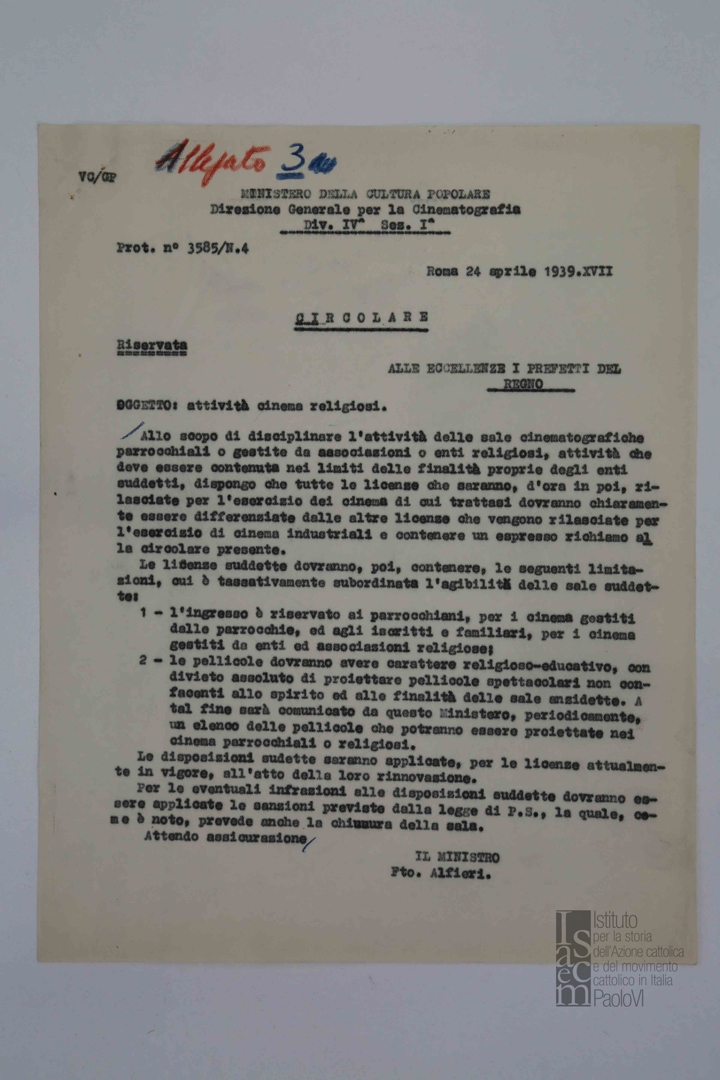 Allegato 3
VG/GP
MINISTERO DELLA CULTURA POPOLARE
Direzione Generale per la Cinematografia
Div. IVª Sez. Iª
Prot. n° 3585/N.4
Roma 24 aprile 1939.XVII
CIRCOLARE
Riservata
ALLE ECCELLENZE I PREFETTI DEL
REGNO
OGGETTO: attività cinema religiosi.
Allo scopo di disciplinare l'attività delle sale cinematografiche
parrocchiali o gestite da associazioni o enti religiosi, attività che
deve essere contenuta nei limiti delle finalità proprie degli enti
suddetti, dispongo che tutte le licenze che saranno, d'ora in poi, ri-
lasciate per l'esercizio dei cinema di cui trattasi dovranno chiaramen-
te essere differenziate dalle altre licenze che vengono rilasciate per
l'esercizio di cinema industriali e contenere un espresso richiamo al
la circolare presente.
Le licenze suddette dovranno, poi, contenere, le seguenti limita-
zioni, cui è tassativamente subordinata l'agibilità delle sale suddet-
te:
1 - l'ingresso è riservato ai parrocchiani, per i cinema gestiti
dalle parrocchie, ed agli iscritti e familiari, per i cinema
gestiti da enti ed associazioni religiose;
2 - le pellicole dovranno avere carattere religioso-educativo, con
divieto assoluto di proiettare pellicole spettacolari non con-
facenti allo spirito ed alle finalità delle sale anzidette. A
tal fine sarà comunicato da questo Ministero, periodicamente,
un elenco delle pellicole che potranno essere proiettate nei
cinema parrocchiali o religiosi.
Le disposizioni sudette saranno applicate, per le licenze attualmen-
te in vigore, all'atto della loro rinnovazione.
Per le eventuali infrazioni alle disposizioni suddette dovranno es-
sere applicate le sanzioni previste dalla legge di P.S., la quale, co-
me è noto, prevede anche la chiusura della sala.
Attendo assicurazione
IL MINISTRO
Fto. Alfieri.
Isacem
Istituto
per la storia
dell'Azione cattolica
e del movimento
cattolico in Italia
PaoloVI